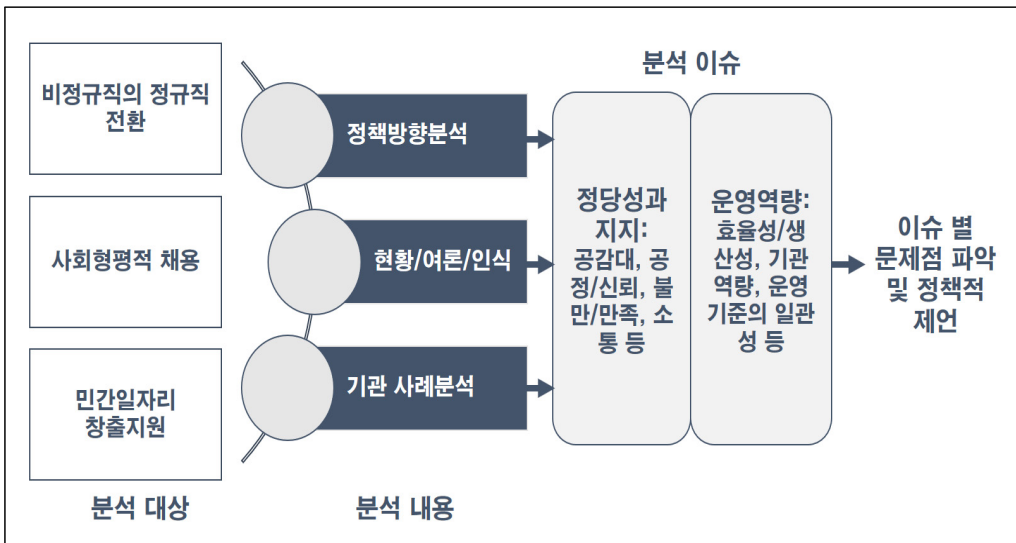 비정규직의 정규직
전환
사회형평적 채용
민간일자리
창출지원
분석 대상
정책방향분석
현황/여론/인식
기관 사례분석
분석 내용
분석 이슈
정당성과
지지:
공감대, 공
정/신뢰, 불
만/만족, 소
통 등
운영역량:
효율성/생
산성, 기관
역량, 운영
기준의 일관
성 등
이슈 별
문제점 파악
및 정책적
제언